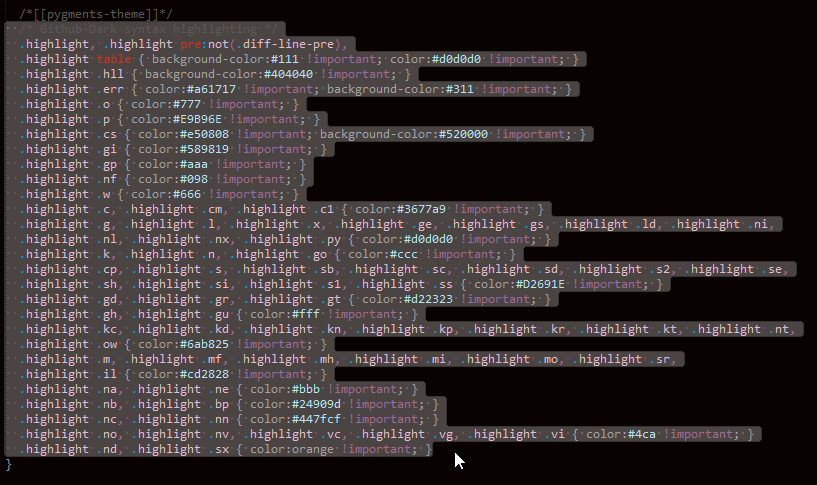 /*[[pygments-theme]]*/
/* Github-Dark syntax highlighting */
.highlight, .highlight pre:not(.diff-line-pre),
.highlight table { background-color:#111 !important; color:#d0d0d0 !important; }
.highlight .hll { background-color:#404040 !important; }
.highlight .err { color:#a61717 !important; background-color:#311 !important; }
.highlight .o { color:#777 !important; }
.highlight .p { color:#E9B96E !important; }
.highlight .cs { color:#e50808 !important; background-color:#520000 !important; }
.highlight .gi { color:#589819 !important; }
.highlight .gp { color:#aaa !important; }
.highlight .nf { color:#098 !important; }
.highlight .w { color:#666 !important; }
.highlight .c, .highlight .cm, .highlight .c1 { color:#3677a9 !important; }
.highlight .g, .highlight .l, .highlight .x, .highlight .ge, .highlight .gs, .highlight .ld, .highlight .ni,
.highlight .nl, .highlight .nx, .highlight .py { color:#d0d0d0 !important; }
.highlight .k, .highlight .n, .highlight .go { color:#ccc !important; }
.highlight .cp, .highlight .s, .highlight .sb, .highlight .sc, .highlight .sd, .highlight .s2, .highlight .se,
.highlight .sh, .highlight .si, .highlight .s1, .highlight .ss { color:#D2691E !important; }
.highlight .gd, .highlight .gr, .highlight .gt { color:#d22323 !important; }
.highlight .gh, .highlight .gu { color:#fff !important; }
.highlight .kc, .highlight .kd, .highlight .kn, .highlight .kp, .highlight .kr, .highlight .kt, .highlight .nt,
.highlight .ow { color:#6ab825 !important; }
.highlight .m, .highlight .mf, .highlight .mh, .highlight .mi, .highlight .mo, .highlight .sr,
.highlight .il { color:#cd2828 !important; }
.highlight .na, .highlight .ne { color:#bbb !important; }
.highlight .nb, .highlight .bp { color:#24909d !important; }
.highlight .nc, .highlight .nn { color:#447fcf !important; }
.highlight .no, .highlight .nv, .highlight .vc, .highlight .vg, .highlight .vi { color:#4ca !important; }
.highlight .nd, .highlight .sx { color:orange !important; }
}